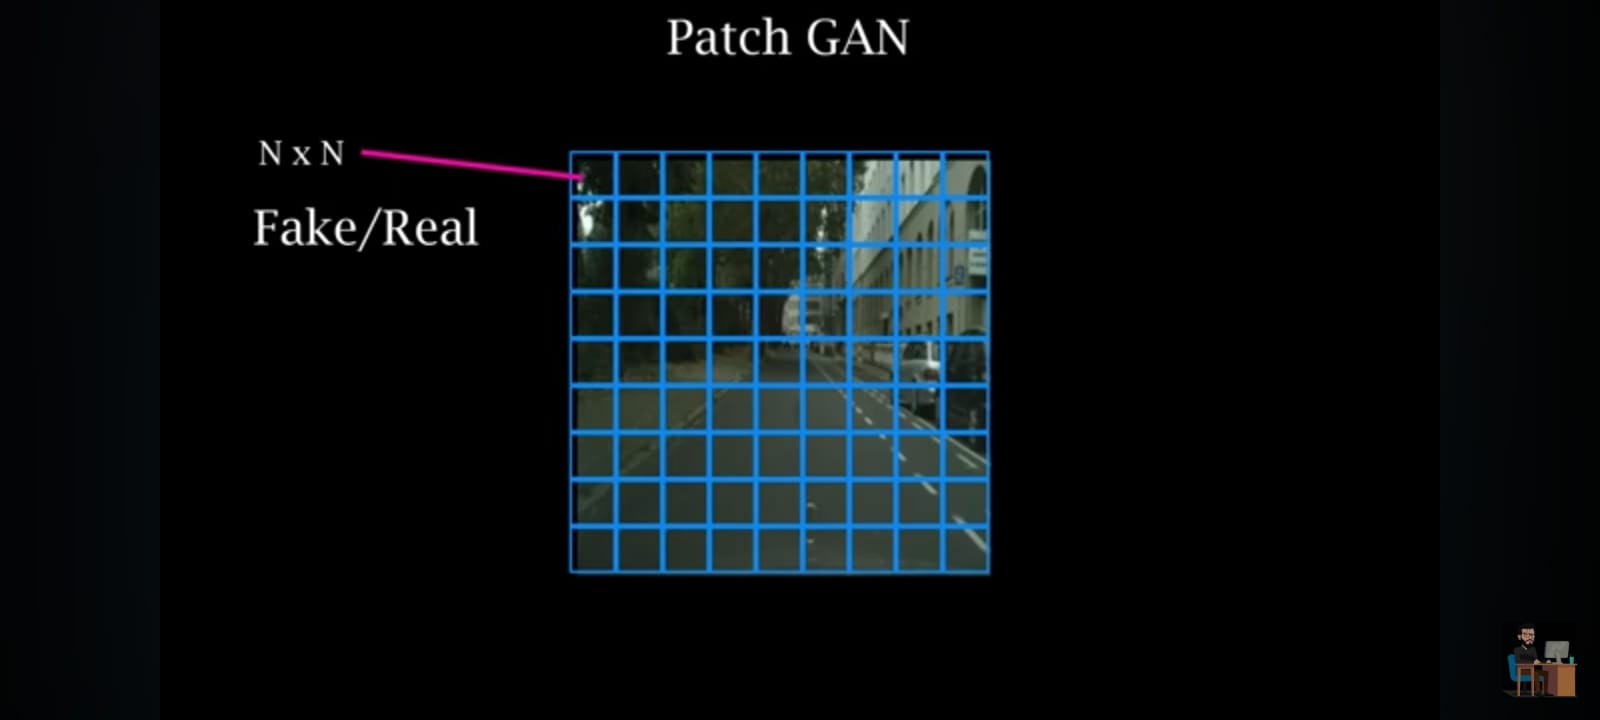 Patch GAN
N x N
Fake/Real